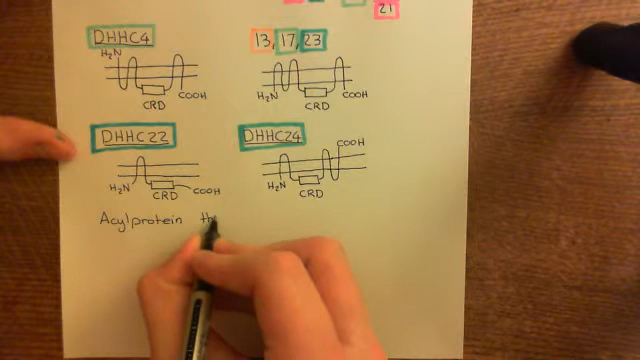 21
DHHC4
13, 17, 23
H₂N
COOH
CRD
H₂N
COOH
CRD
DHHC22
DHHC24
H₂N
COOH
CRD
COOH
H₂N
CRD
Acylprotein